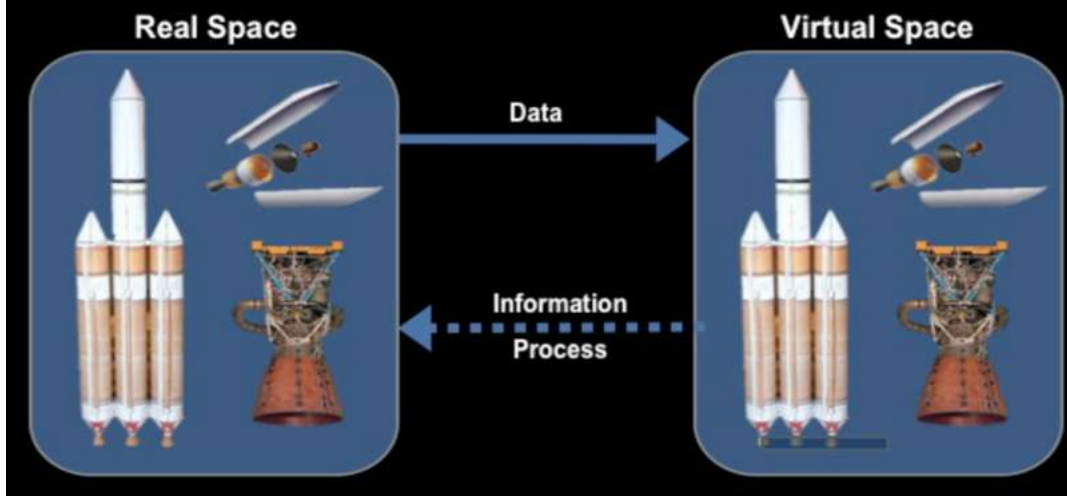 Real Space
Virtual Space
Data
Information
Process